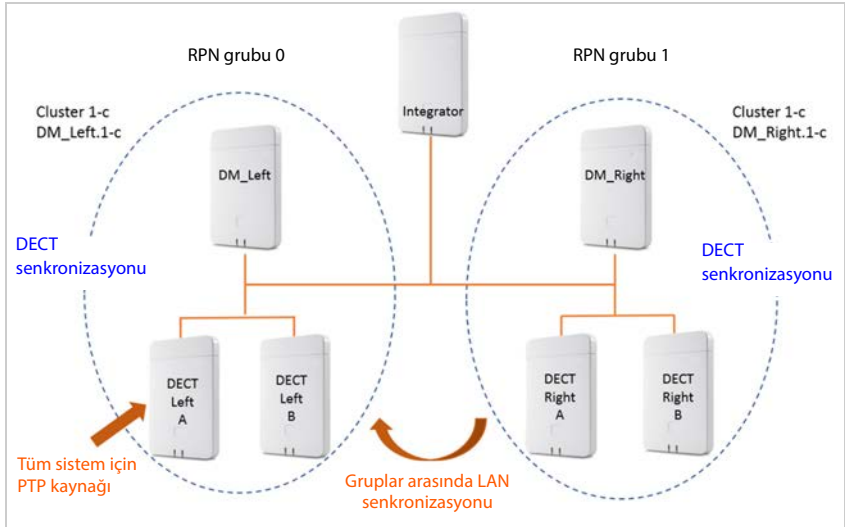 RPN grubu 0
RPN grubu 1
Integrator
Cluster 1-c
DM_Left.1-c
Cluster 1-c
DM_Right.1-c
DM_Left
DM_Right
DECT
senkronizasyonu
DECT
senkronizasyonu
DECT
Left
A
DECT
Left
B
DECT
Right
A
DECT
Right
B
Tüm sistem için
PTP kaynağı
Gruplar arasında LAN
senkronizasyonu